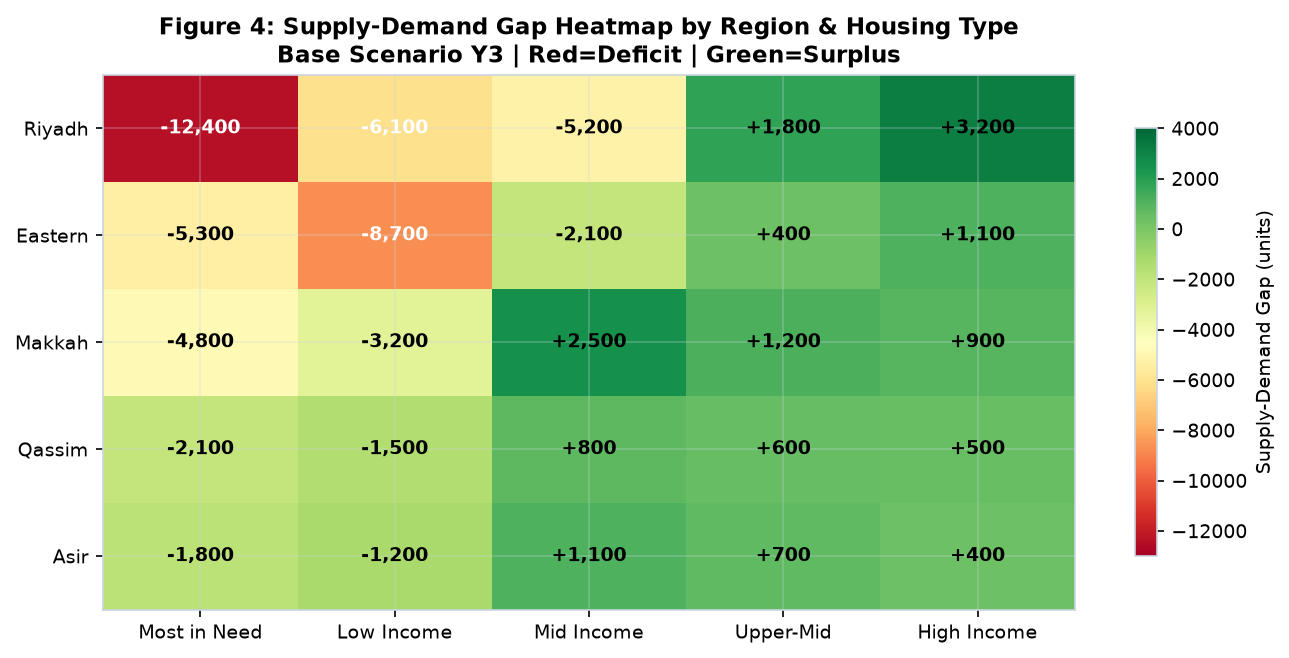 Figure 4: Supply-Demand Gap Heatmap by Region & Housing Type
Base Scenario Y3 | Red=Deficit | Green=Surplus
Riyadh -12,400 -6,100 -5,200 +1,800 +3,200
Eastern -5,300 -8,700 -2,100 +400 +1,100
Makkah -4,800 -3,200 +2,500 +1,200 +900
Qassim -2,100 -1,500 +800 +600 +500
Asir -1,800 -1,200 +1,100 +700 +400
Most in Need Low Income Mid Income Upper-Mid High Income
4000
2000
0
−2000
−4000
−6000
−8000
−10000
−12000
Supply-Demand Gap (units)